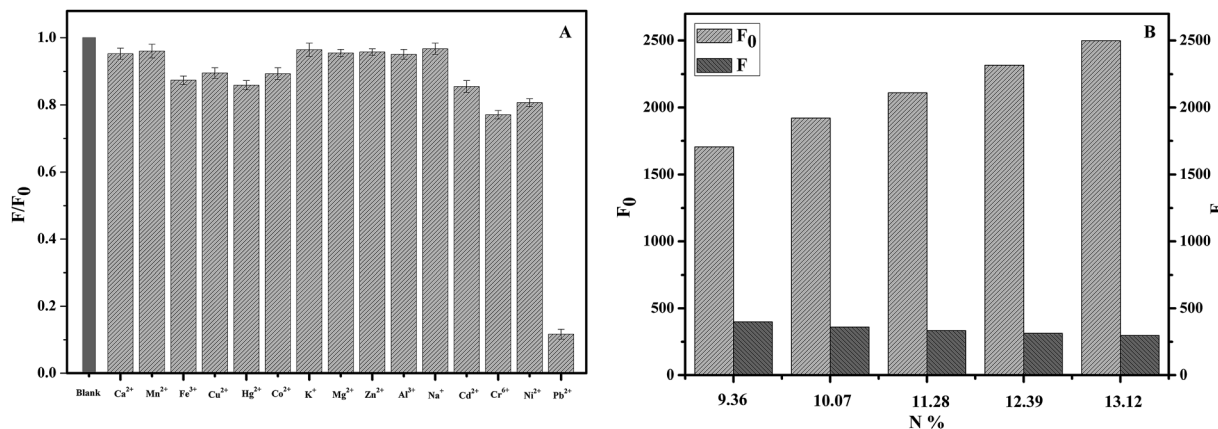 A
F/F₀
1.0
0.8
0.6
0.4
0.2
0.0
Blank Ca²⁺ Mn²⁺ Fe³⁺ Cu²⁺ Hg²⁺ Co²⁺ K⁺ Mg²⁺ Zn²⁺ Al³⁺ Na⁺ Cd²⁺ Cr⁶⁺ Ni²⁺ Pb²⁺
B
F₀
F
F₀
2500
2000
1500
1000
500
0
2500
2000
1500
1000
500
0
F
9.36 10.07 11.28 12.39 13.12
N %